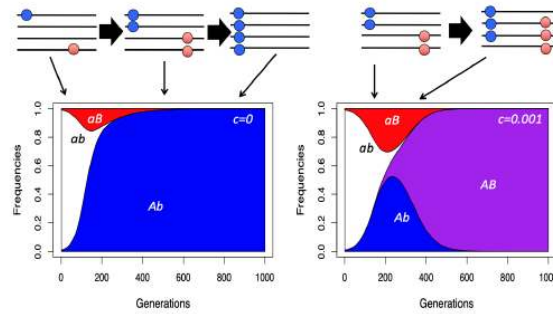 aB
c=0
ab
Ab
Frequencies
0.0 0.2 0.4 0.6 0.8 1.0
0 200 400 600 800 1000
Generations
aB
c=0.001
ab
AB
Ab
Frequencies
0.0 0.2 0.4 0.6 0.8 1.0
0 200 400 600 800 100
Generations